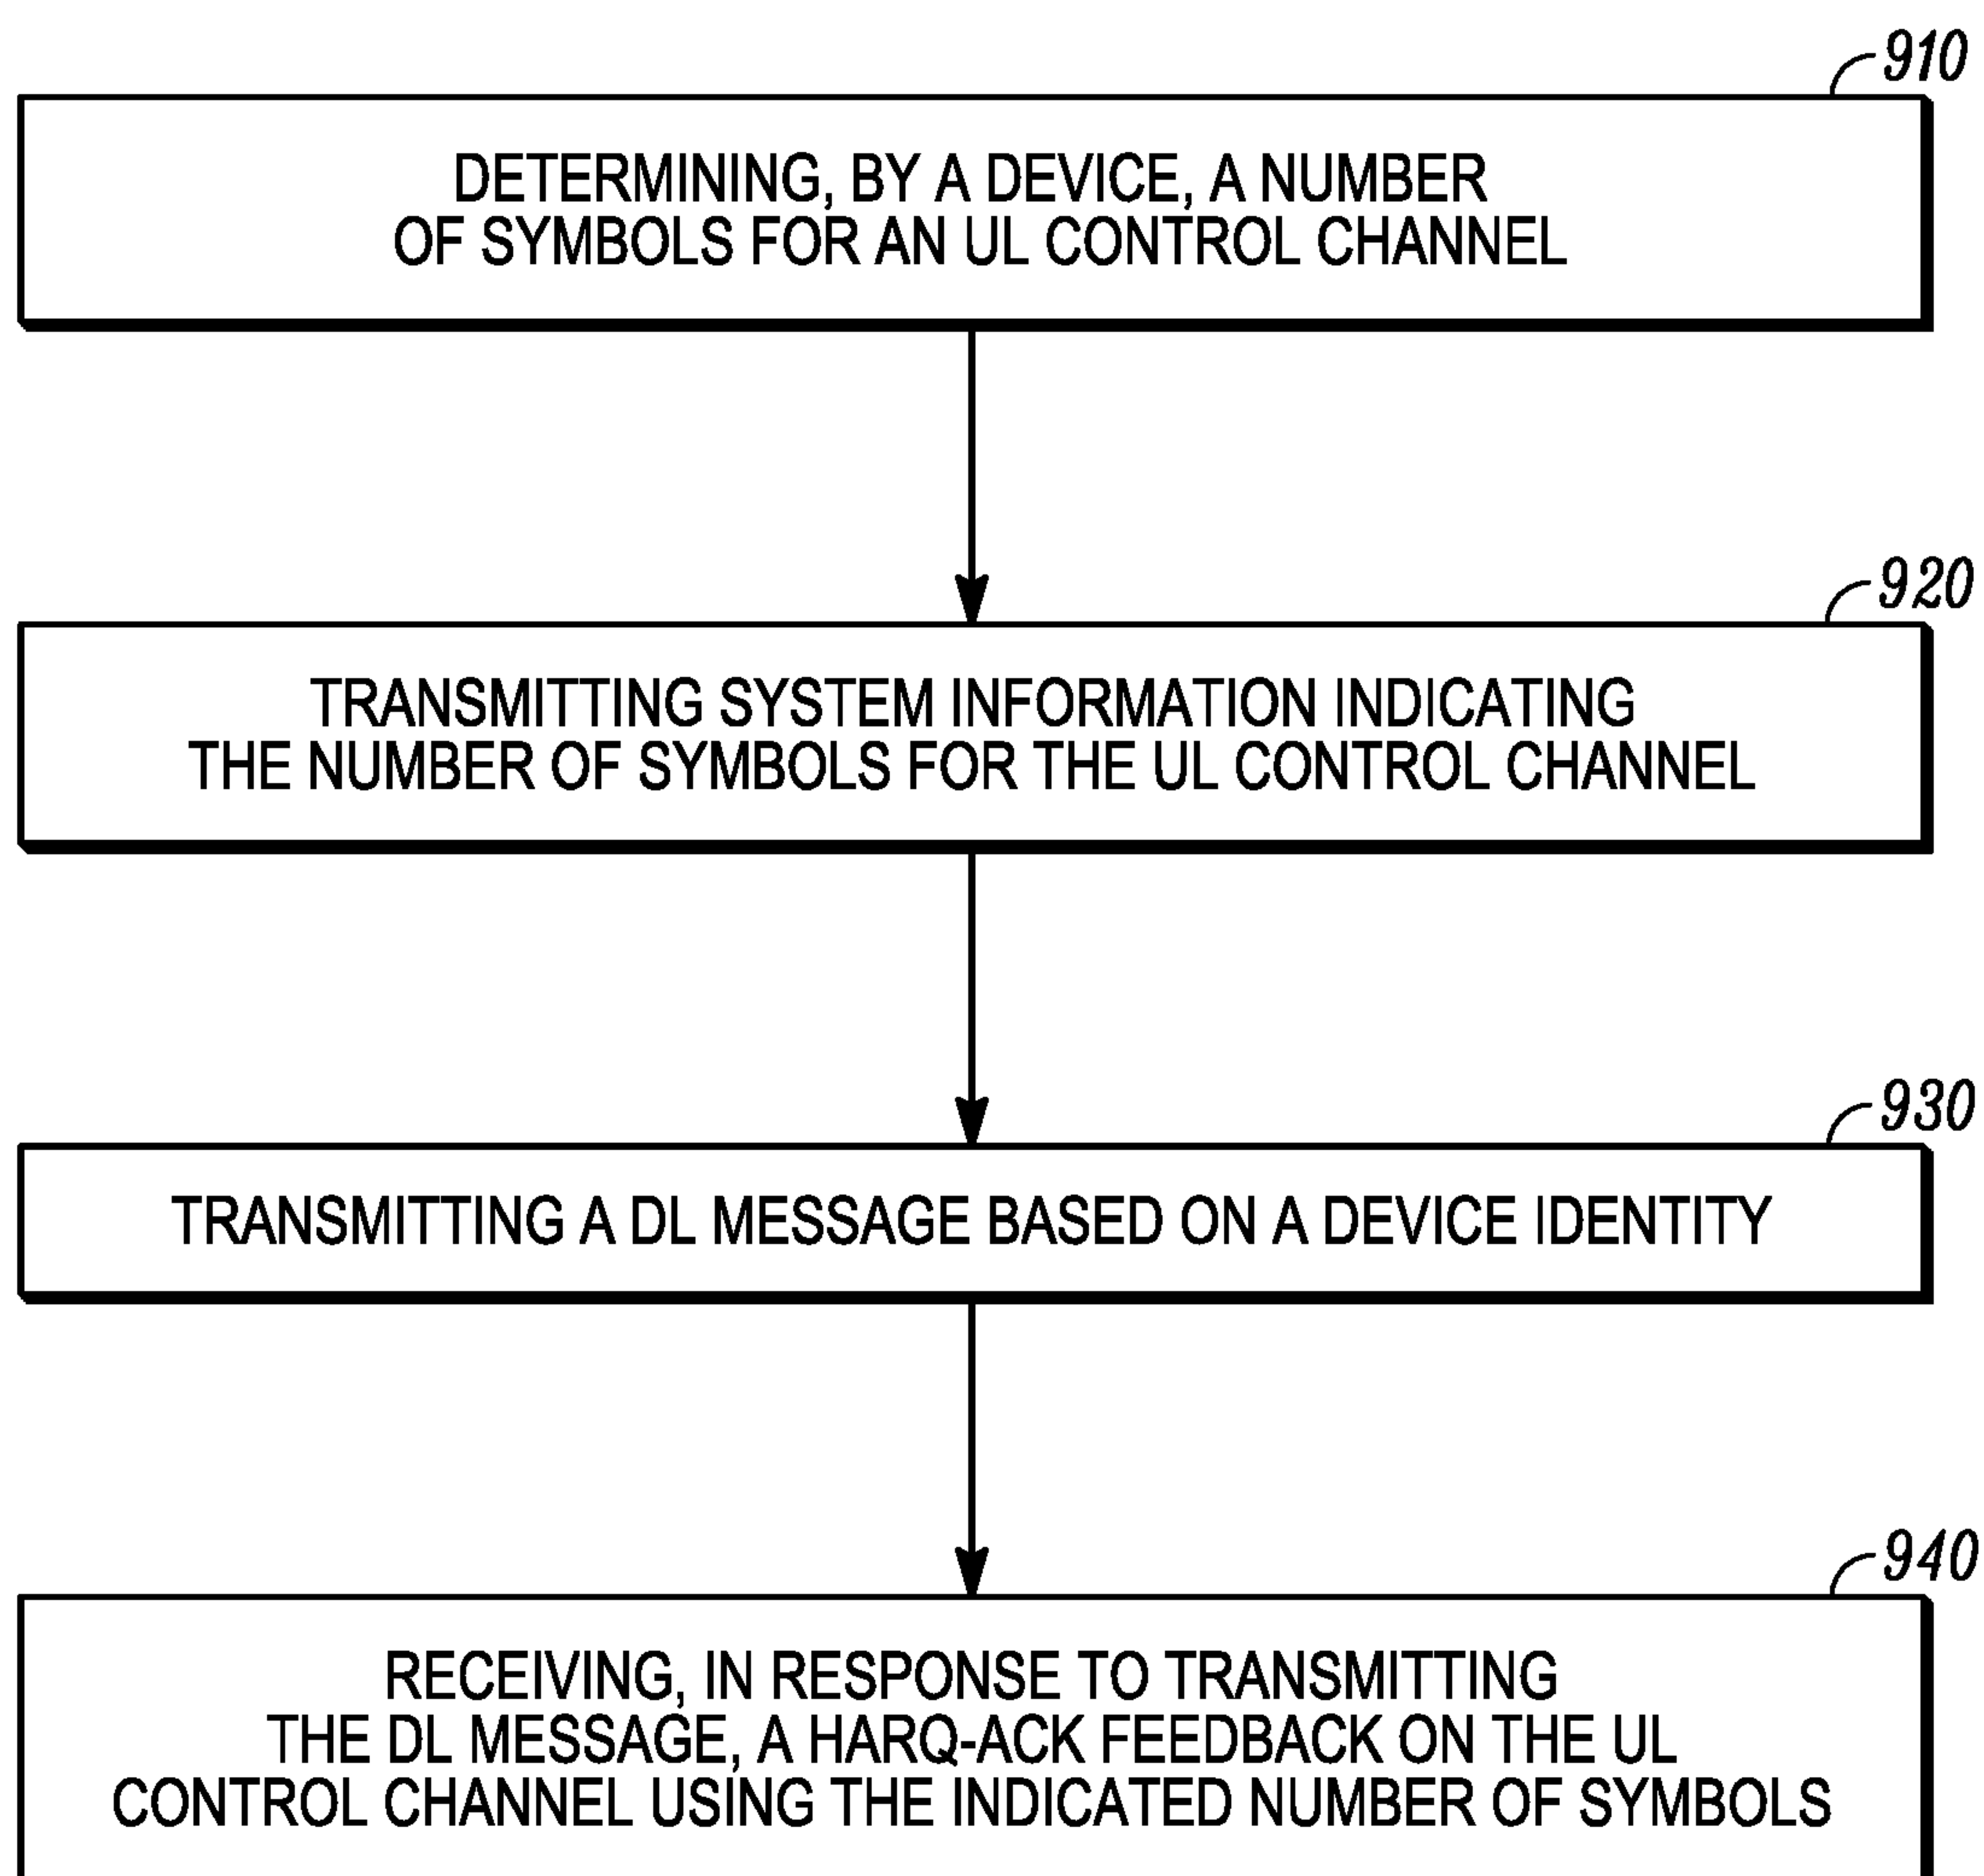 910
DETERMINING, BY A DEVICE, A NUMBER
OF SYMBOLS FOR AN UL CONTROL CHANNEL
920
TRANSMITTING SYSTEM INFORMATION INDICATING
THE NUMBER OF SYMBOLS FOR THE UL CONTROL CHANNEL
930
TRANSMITTING A DL MESSAGE BASED ON A DEVICE IDENTITY
940
RECEIVING, IN RESPONSE TO TRANSMITTING
THE DL MESSAGE, A HARQ-ACK FEEDBACK ON THE UL
CONTROL CHANNEL USING THE INDICATED NUMBER OF SYMBOLS